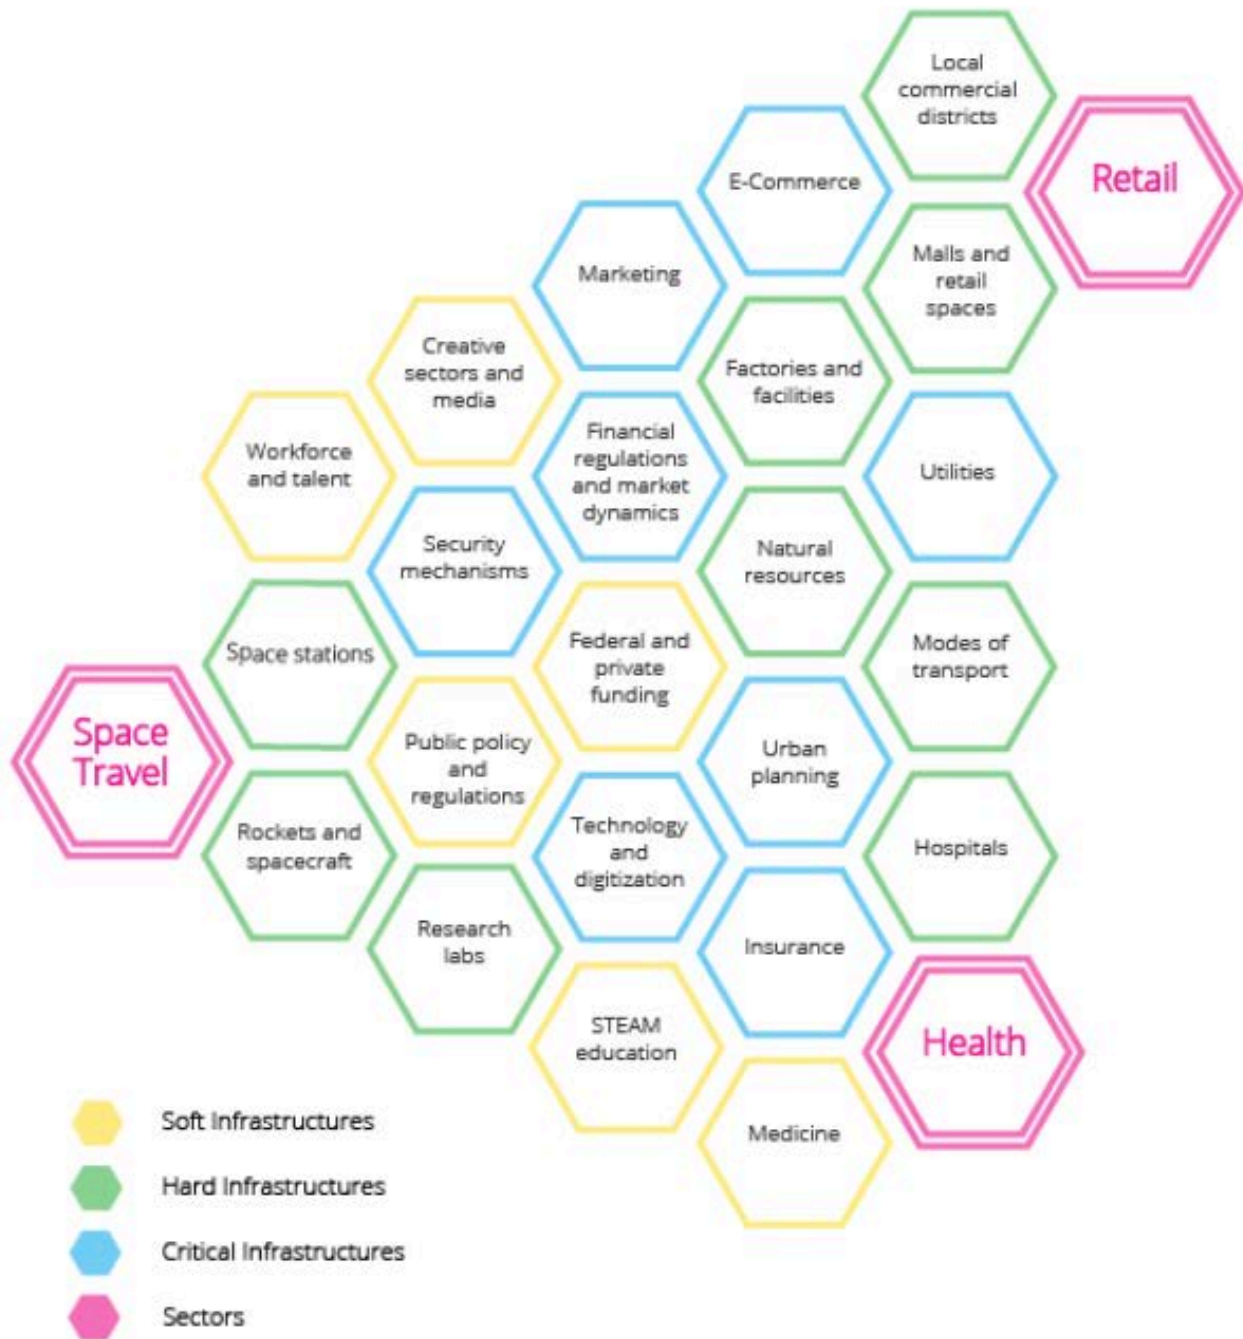 Local
commercial
districts
Retail
E-Commerce
Malls and
retail
spaces
Marketing
Creative
sectors and
media
Factories and
facilities
Workforce
and talent
Financial
regulations
and market
dynamics
Utilities
Security
mechanisms
Natural
resources
Space stations
Federal and
private
funding
Modes of
transport
Space
Travel
Public policy
and
regulations
Urban
planning
Rockets and
spacecraft
Technology
and
digitization
Hospitals
Research
labs
Insurance
STEAM
education
Health
Medicine
Soft Infrastructures
Hard Infrastructures
Critical Infrastructures
Sectors